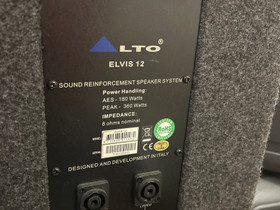 ALTO
ELVIS 12
SOUND REINFORCEMENT SPEAKER SYSTEM
Power Handling
AES - 180 Watts
PEAK - 360 Watts
IMPEDANCE:
8 ohms nominal
RoHS
DESIGNED AND DEVELOPMENT IN ITALY